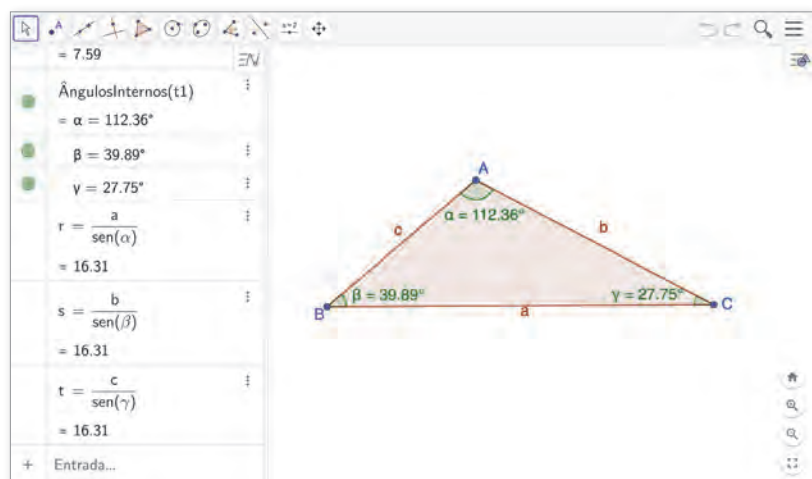 A
a=2
= 7.59
ÂngulosInternos(t1)
= α = 112.36°
β = 39.89°
γ = 27.75°
r = a / sen(α)
= 16.31
s = b / sen(β)
= 16.31
t = c / sen(γ)
= 16.31
+ Entrada...
A
α = 112.36°
c
b
β = 39.89°
γ = 27.75°
B
a
C